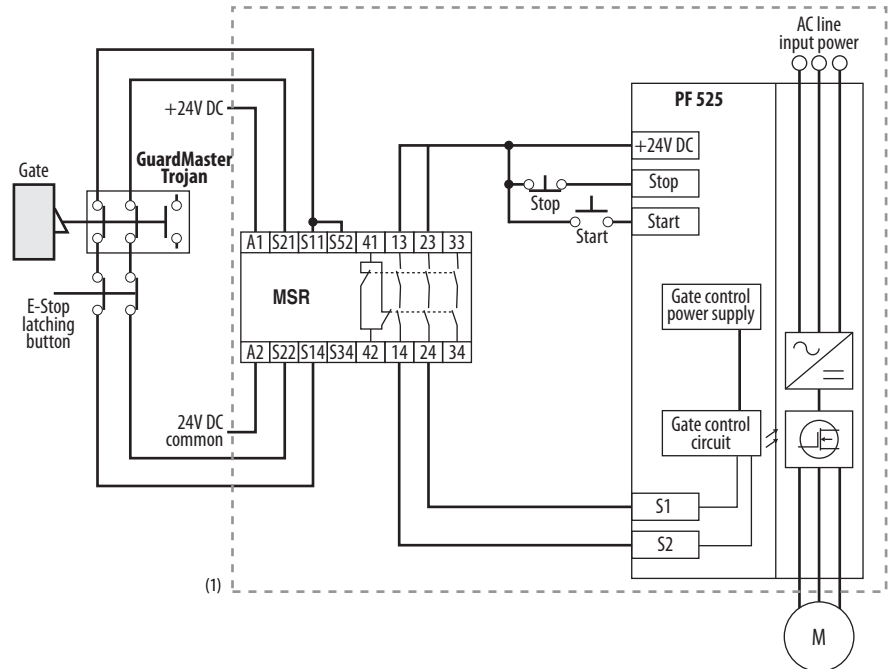 AC line
input power
PF 525
+24V DC
GuardMaster
Trojan
Gate
+24V DC
Stop
Stop
Start
Start
A1 S21 S11 S52 41 13 23 33
MSR
E-Stop
latching
button
Gate control
power supply
A2 S22 S14 S34 42 14 24 34
24V DC
common
Gate control
circuit
S1
S2
(1)
M